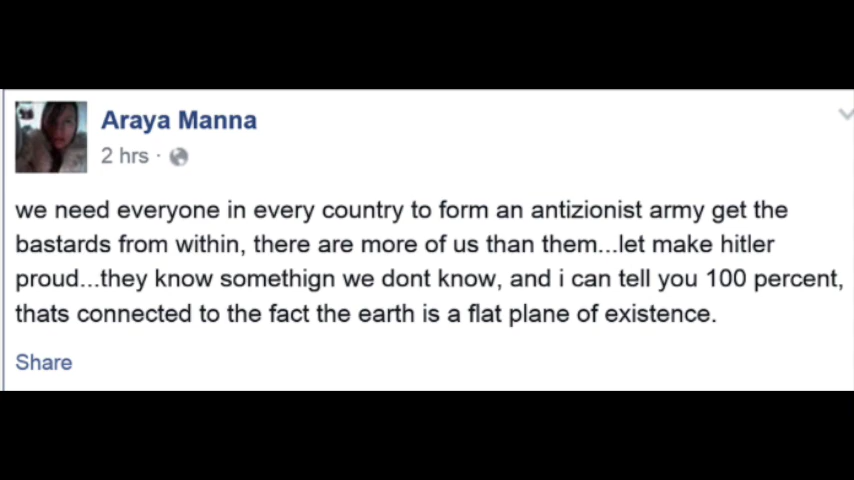 Araya Manna
2 hrs ·
we need everyone in every country to form an antizionist army get the
bastards from within, there are more of us than them...let make hitler
proud...they know somethign we dont know, and i can tell you 100 percent,
thats connected to the fact the earth is a flat plane of existence.
Share